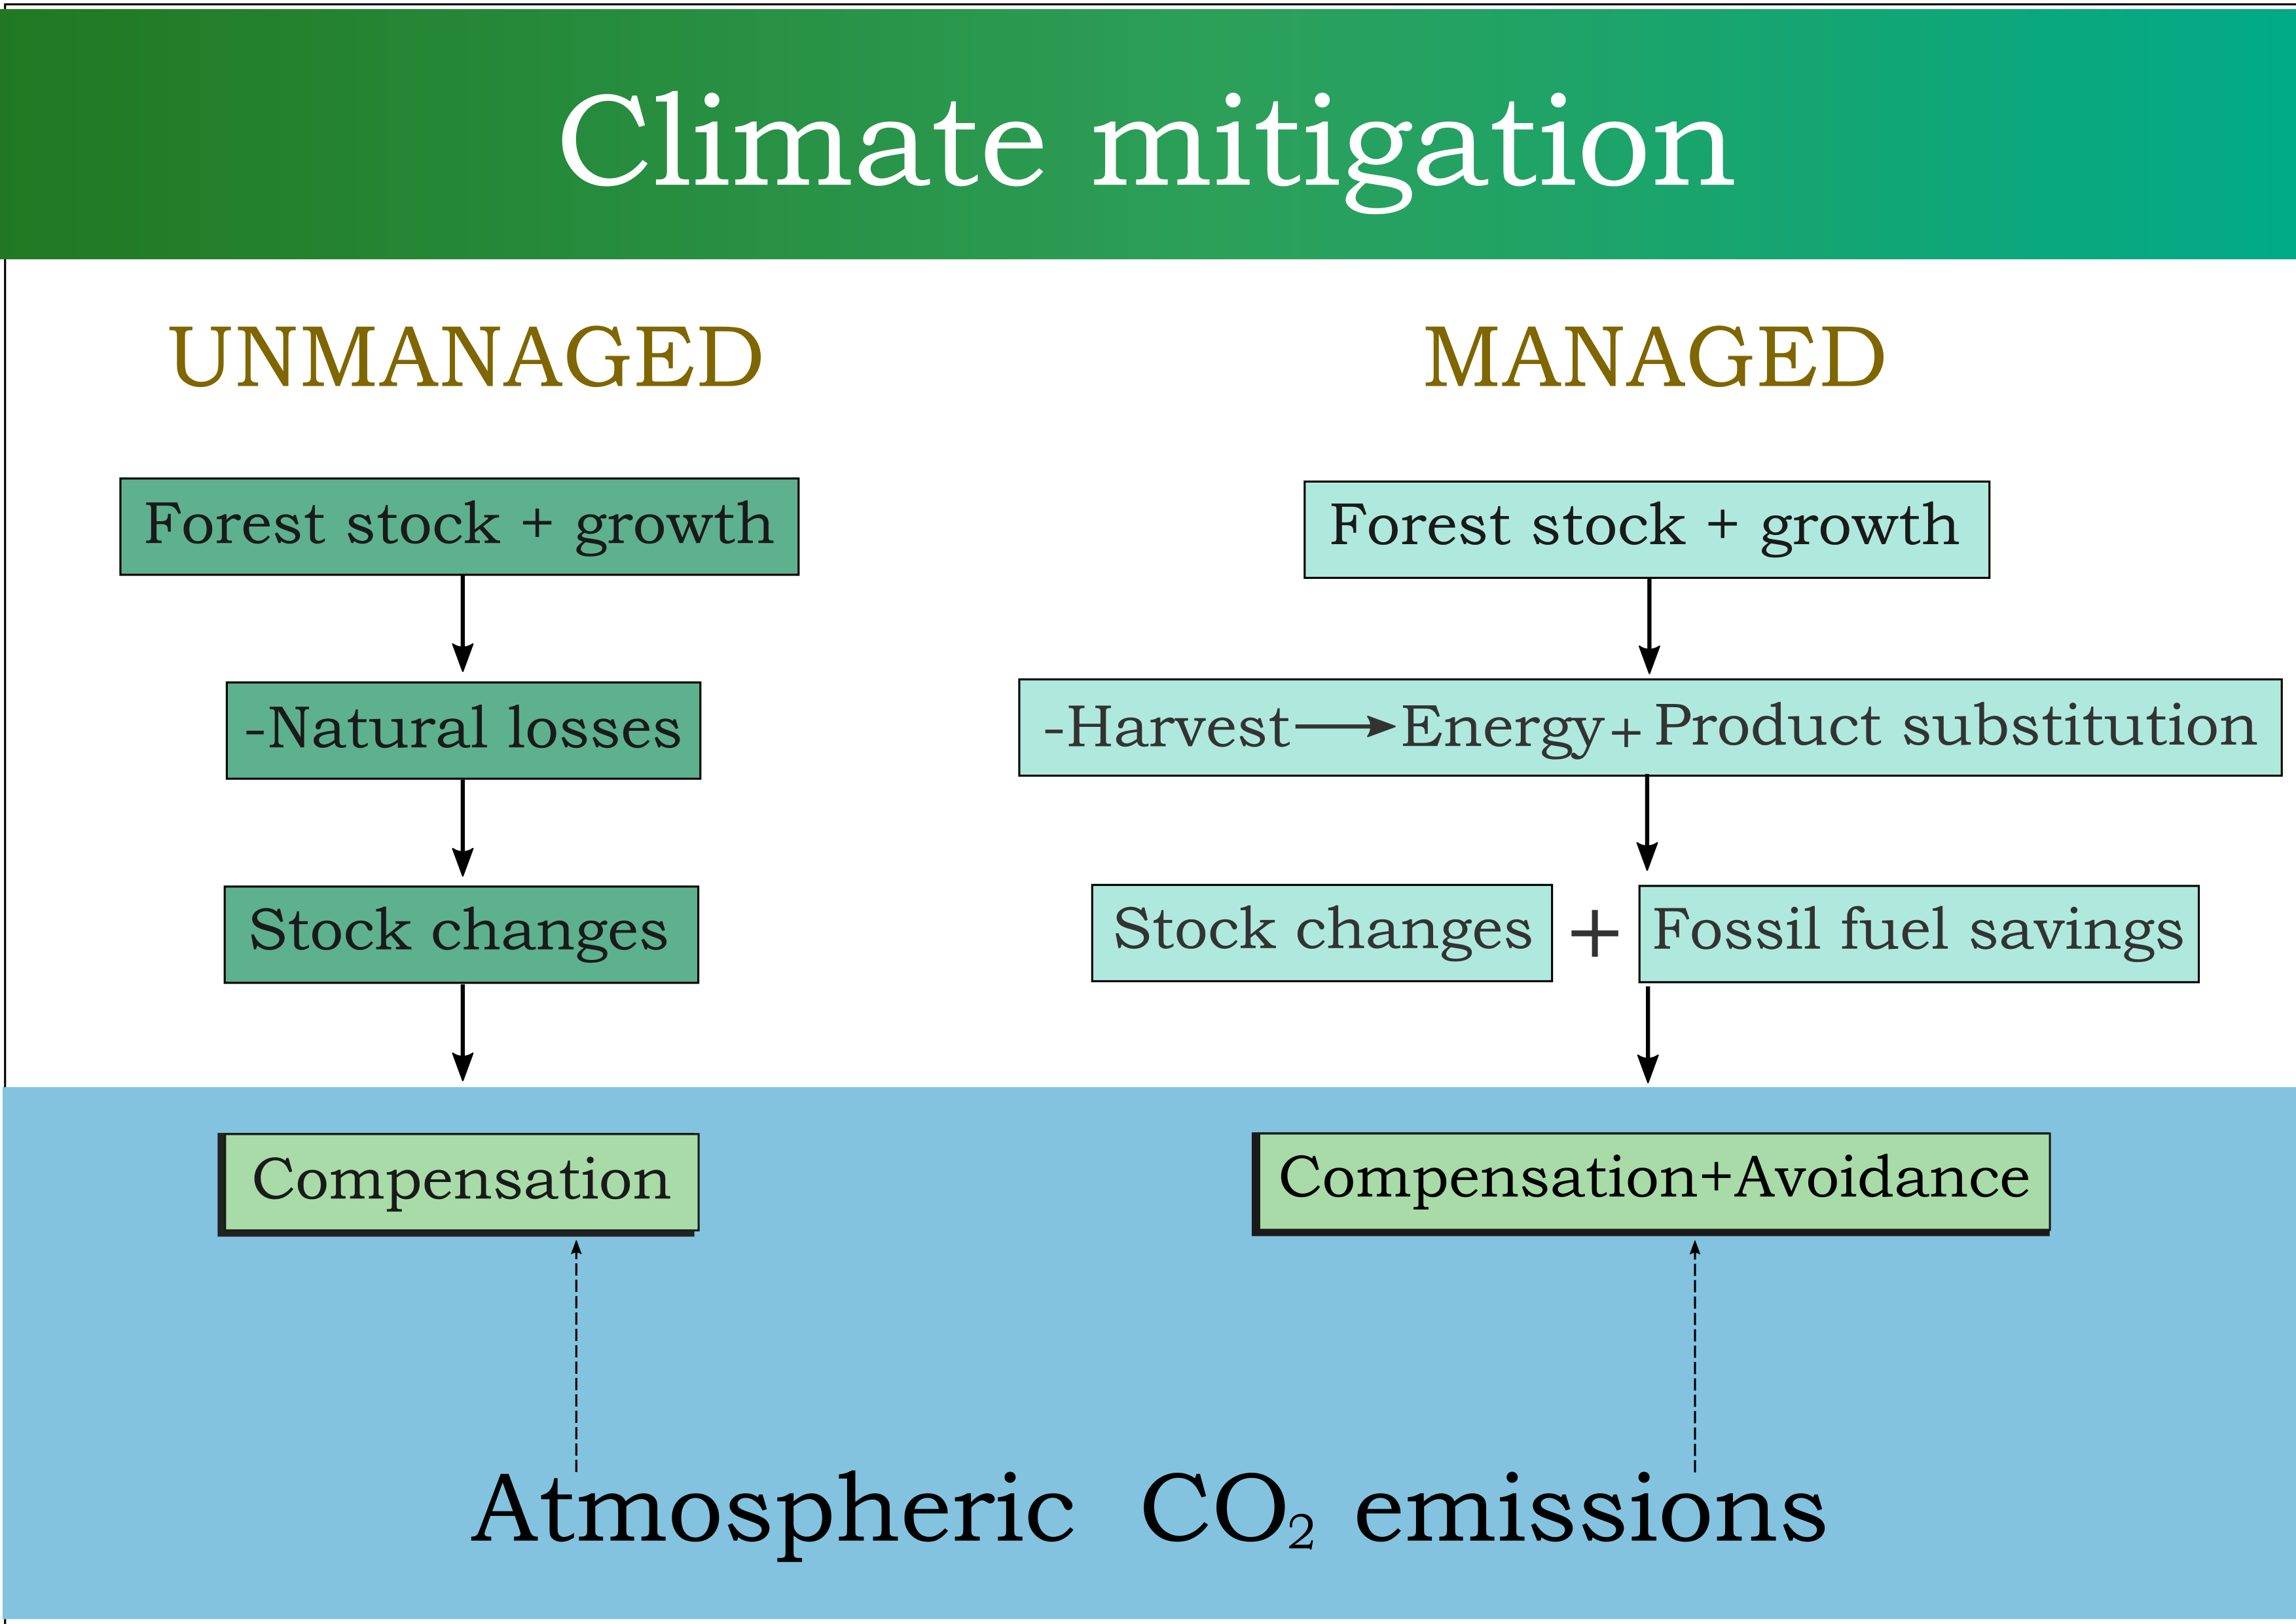 Climate mitigation
UNMANAGED
Forest stock + growth
-Natural losses
Stock changes
Compensation
MANAGED
Forest stock + growth
-Harvest→Energy+Product substitution
Stock changes + Fossil fuel savings
Compensation+Avoidance
Atmospheric CO₂ emissions